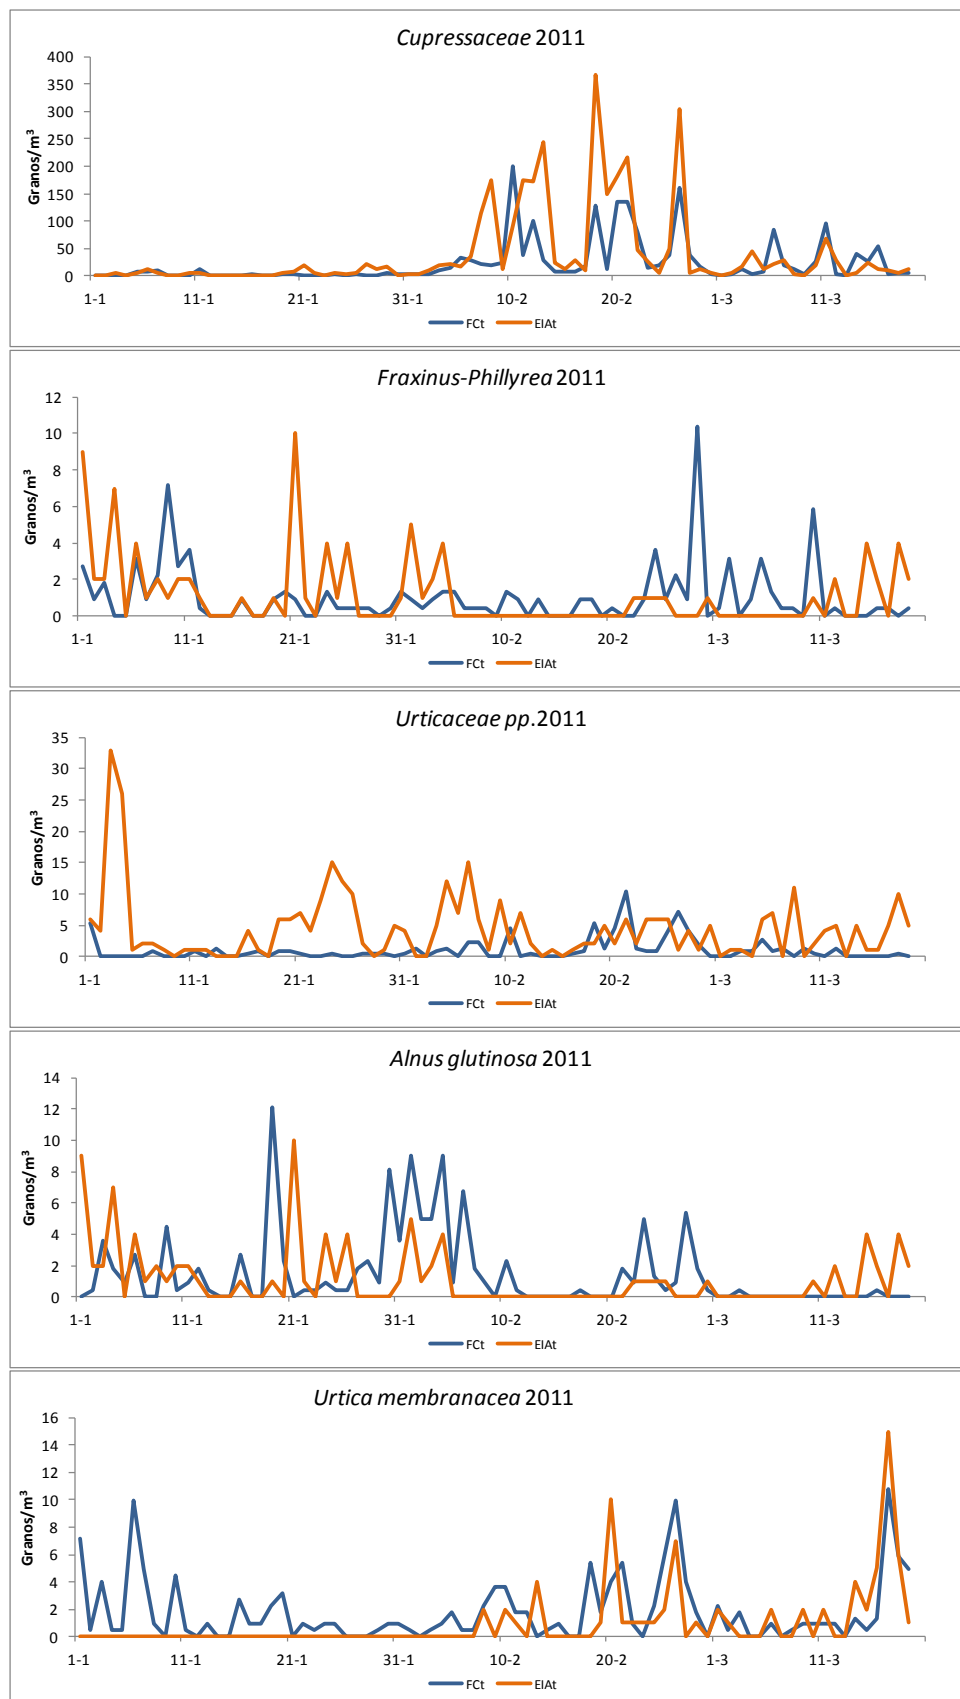 Cupressaceae 2011
Granos/m³
400
350
300
250
200
150
100
50
0
1-1 11-1 21-1 31-1 10-2 20-2 1-3 11-3
FCt EIAt
Fraxinus-Phillyrea 2011
Granos/m³
12
10
8
6
4
2
0
1-1 11-1 21-1 31-1 10-2 20-2 1-3 11-3
FCt EIAt
Urticaceae pp.2011
Granos/m³
35
30
25
20
15
10
5
0
1-1 11-1 21-1 31-1 10-2 20-2 1-3 11-3
FCt EIAt
Alnus glutinosa 2011
Granos/m³
14
12
10
8
6
4
2
0
1-1 11-1 21-1 31-1 10-2 20-2 1-3 11-3
FCt EIAt
Urtica membranacea 2011
Granos/m³
16
14
12
10
8
6
4
2
0
1-1 11-1 21-1 31-1 10-2 20-2 1-3 11-3
FCt EIAt